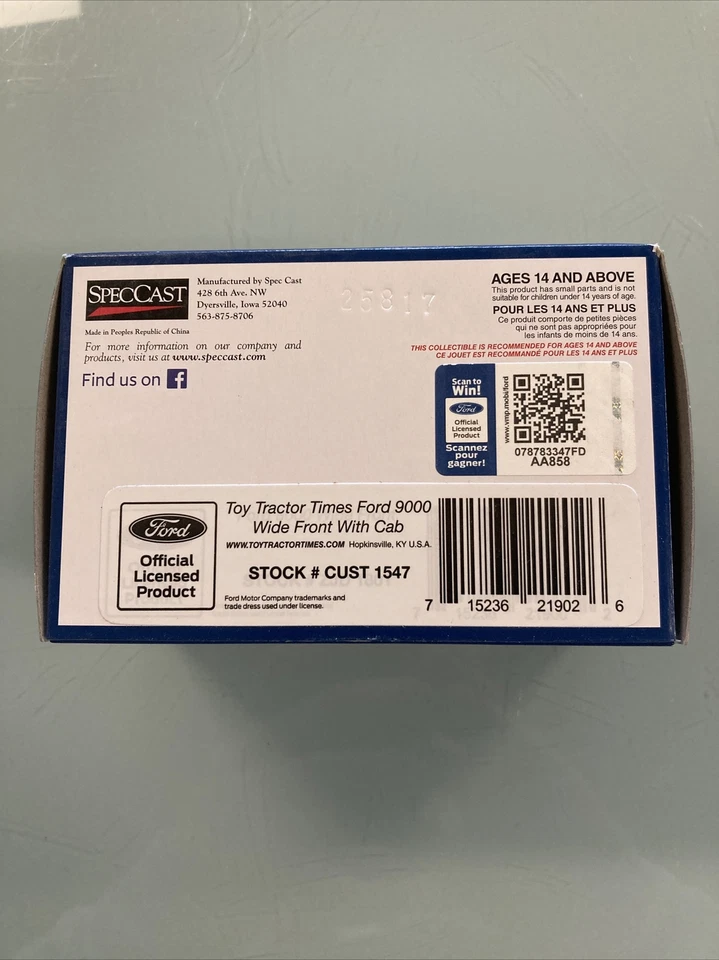 SPECCAST
Manufactured by Spec Cast
428 6th Ave. NW
Dyersville, Iowa 52040
563-875-8706
Made in Peoples Republic of China
For more information on our company and
products, visit us at www.speccast.com
Find us on f
25817
AGES 14 AND ABOVE
This product has small parts and is not
suitable for children under 14 years of age.
POUR LES 14 ANS ET PLUS
Ce produit comporte de petites pièces
qui ne sont pas appropriées pour
les infants de moins de 14 ans.
THIS COLLECTIBLE IS RECOMMENDED FOR AGES 14 AND ABOVE
CE JOUET EST RECOMMANDÉ POUR LES 14 ANS ET PLUS
Scan to
Win!
Ford
Official
Licensed
Product
Scannez
pour
gagner!
www.vmp.mobi/ford
078783347FD
AA858
Ford
Official
Licensed
Product
Toy Tractor Times Ford 9000
Wide Front With Cab
WWW.TOYTRACTORTIMES.COM Hopkinsville, KY U.S.A.
STOCK # CUST 1547
Ford Motor Company trademarks and
trade dress used under license.
7 15236 21902 6